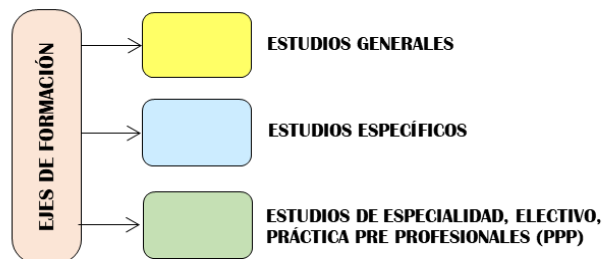 EJES DE FORMACIÓN
ESTUDIOS GENERALES
ESTUDIOS ESPECÍFICOS
ESTUDIOS DE ESPECIALIDAD, ELECTIVO,
PRÁCTICA PRE PROFESIONALES (PPP)